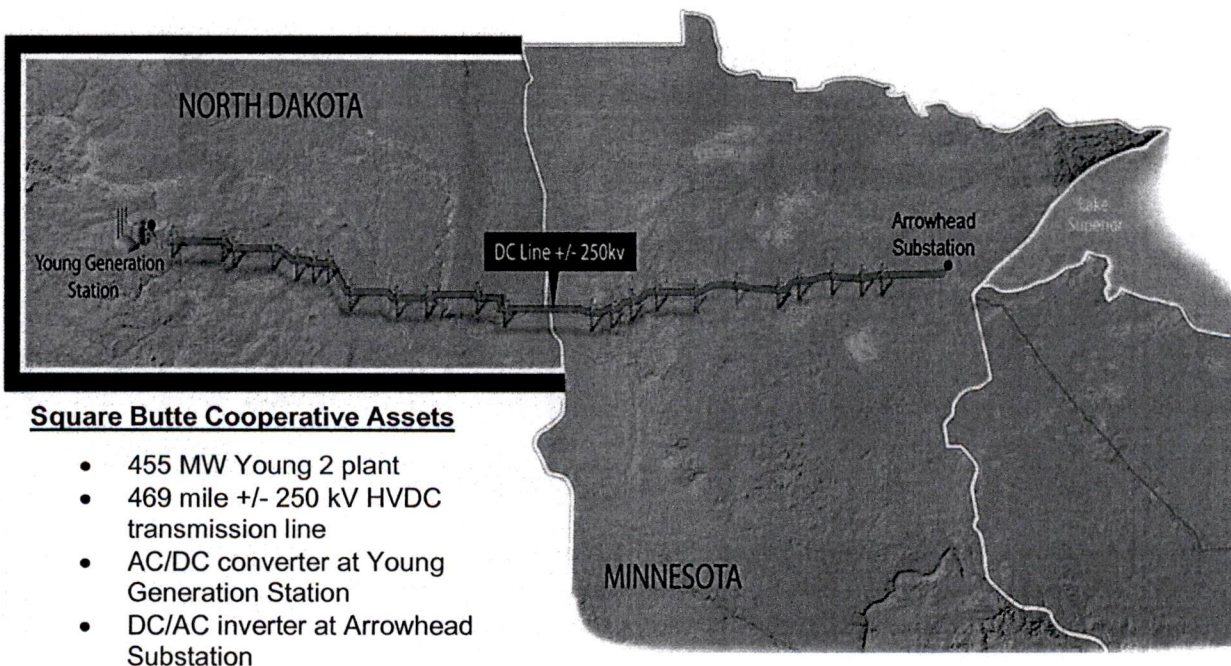 NORTH DAKOTA
Young Generation
Station
DC Line +/- 250kv
Arrowhead
Substation
Lake
Superior
MINNESOTA
Square Butte Cooperative Assets
• 455 MW Young 2 plant
• 469 mile +/- 250 kV HVDC
transmission line
• AC/DC converter at Young
Generation Station
• DC/AC inverter at Arrowhead
Substation